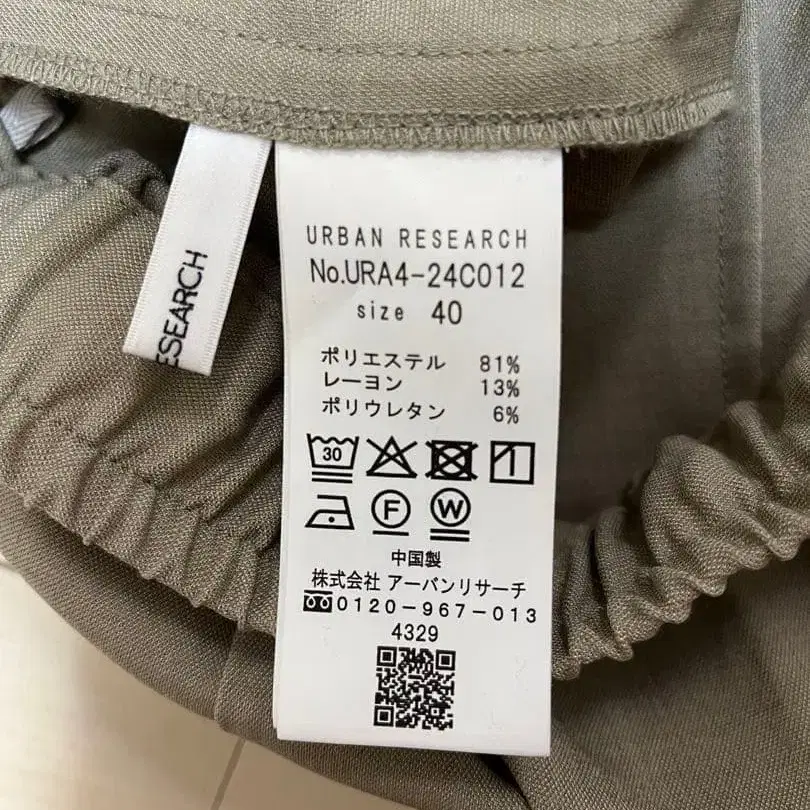 ESEARCH
URBAN RESEARCH
No.URA4-24C012
size 40
ポリエステル 81%
レーヨン 13%
ポリウレタン 6%
30
F W
中国製
株式会社 アーバンリサーチ
0120-967-013
4329